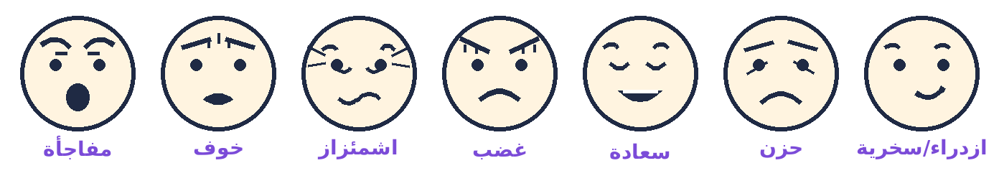 مفاجأة
خوف
اشمئزاز
غضب
سعادة
حزن
ازدراء/سخرية